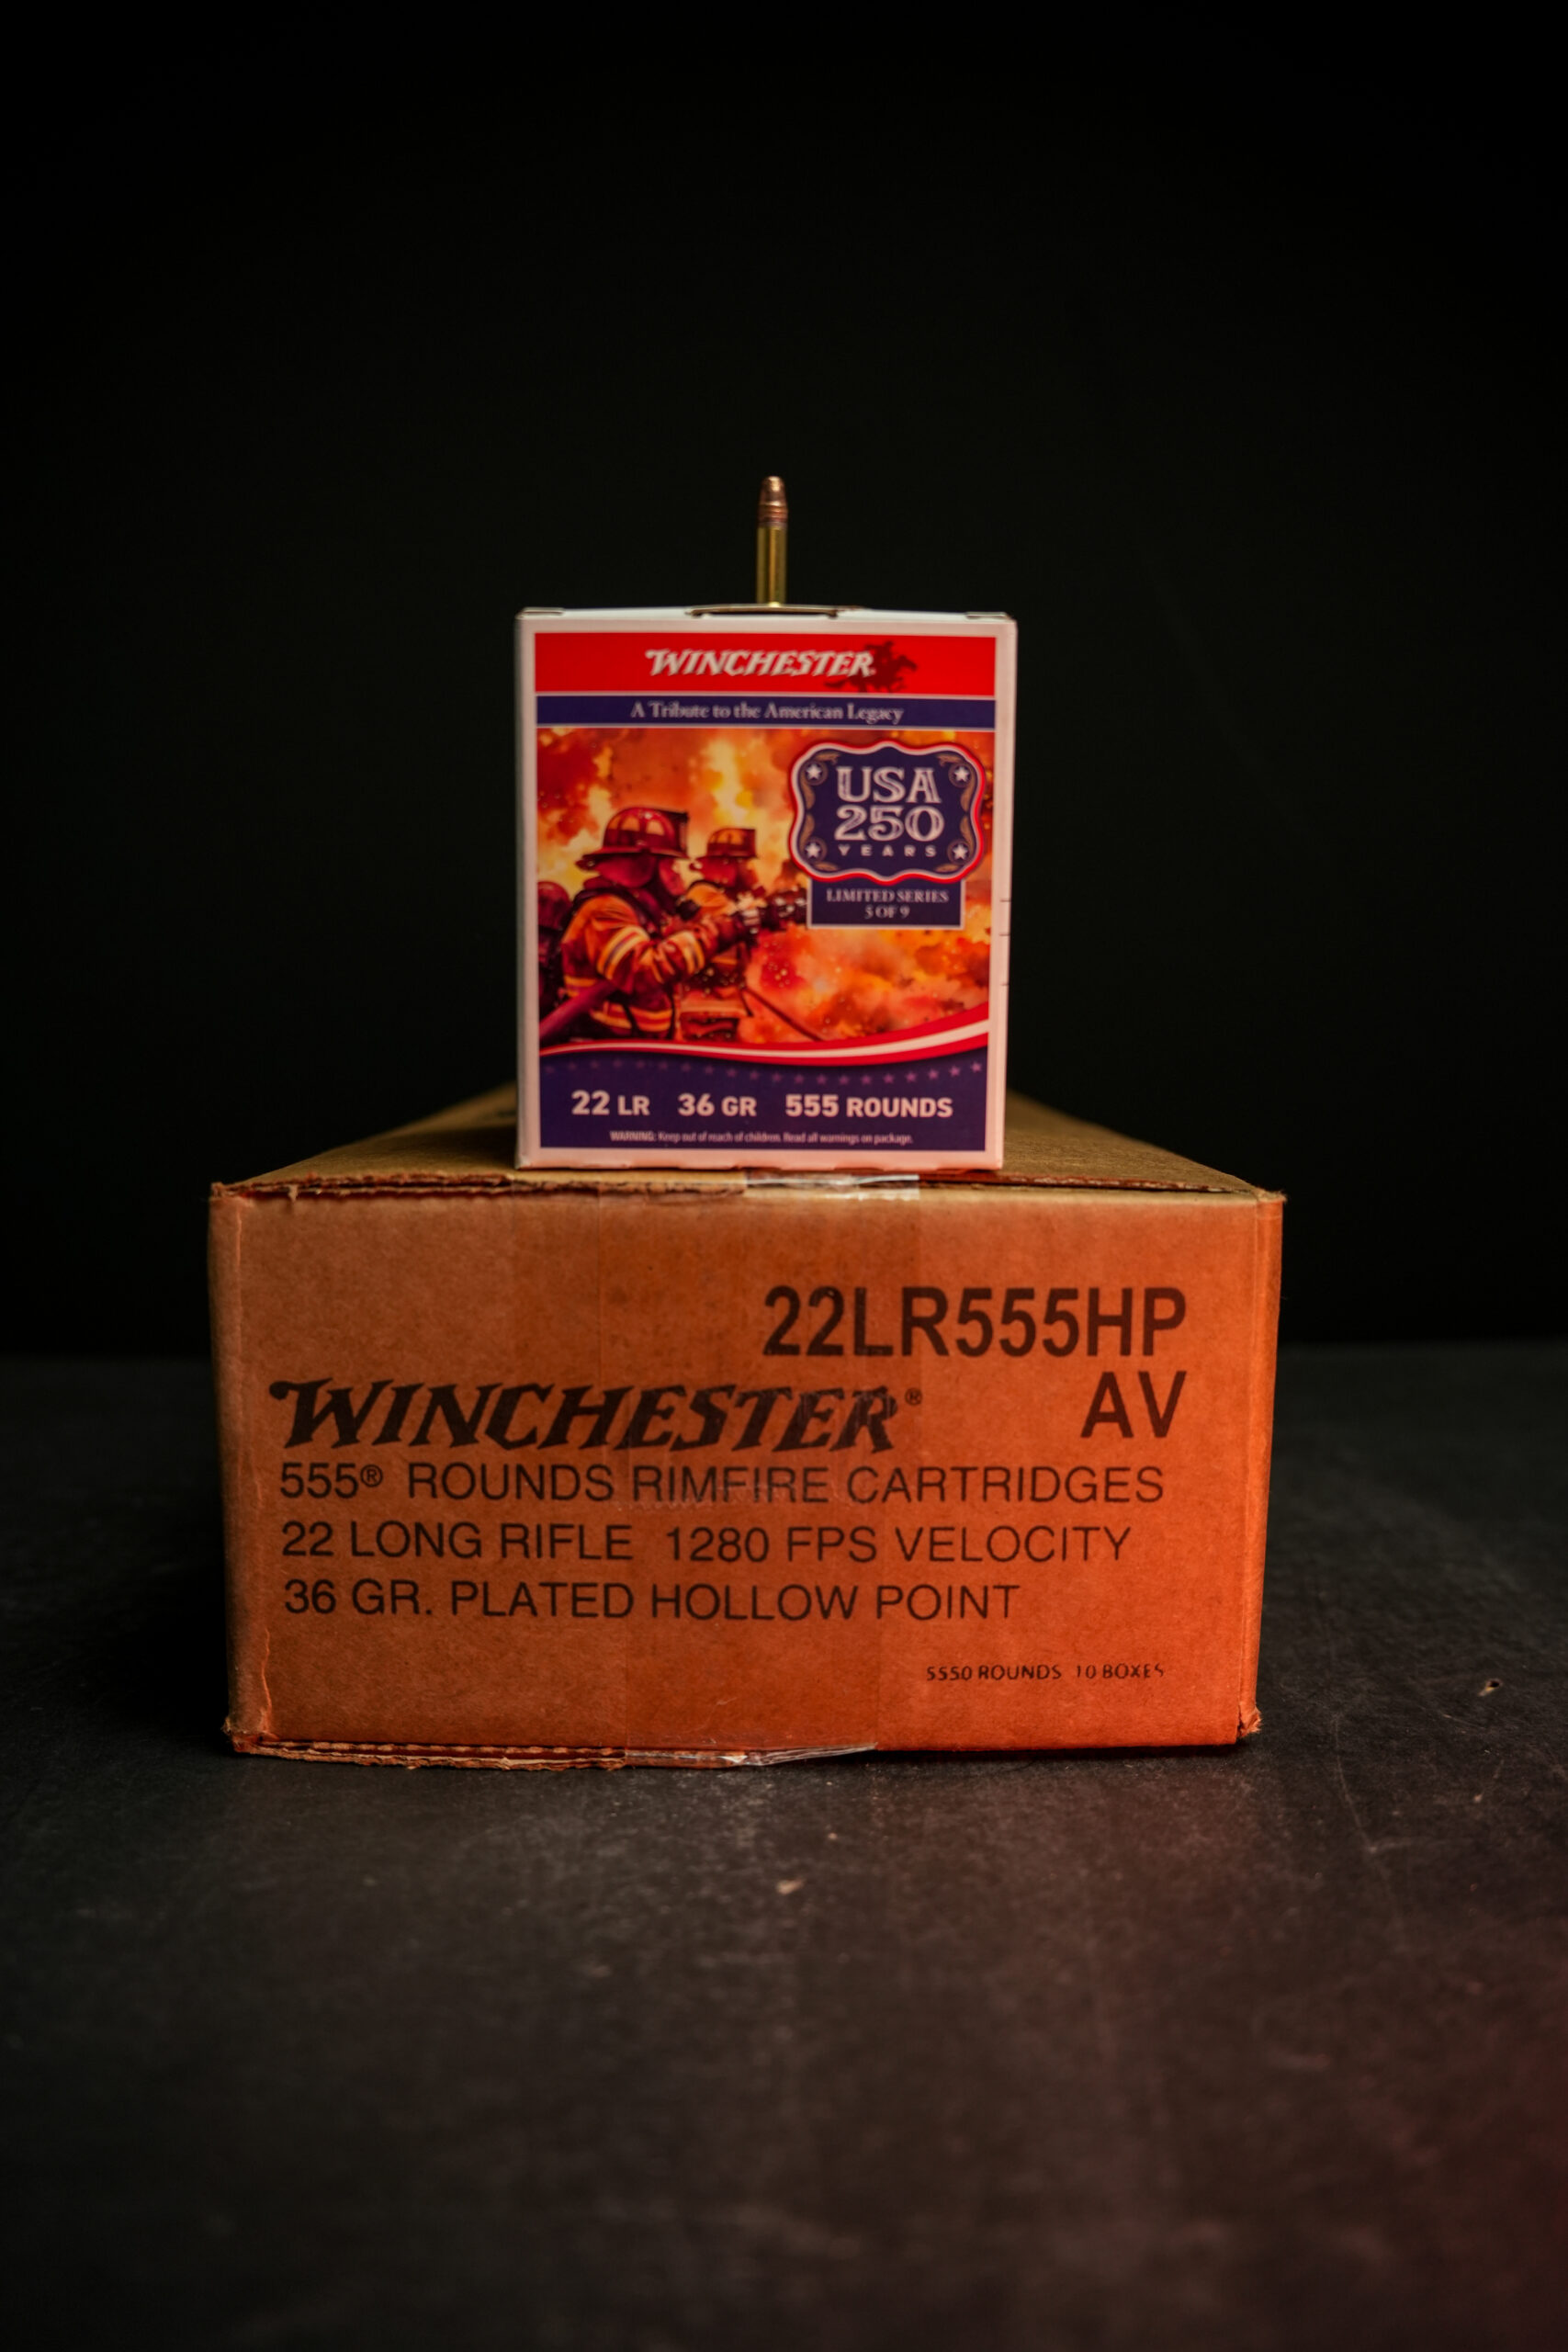 WINCHESTER
A Tribute to the American Legacy
USA
250
YEARS
LIMITED SERIES
5 OF 9
22 LR 36 GR 555 ROUNDS
WARNING: Keep out of reach of children. Read all warnings on package.
22LR555HP
AV
WINCHESTER®
555® ROUNDS RIMFIRE CARTRIDGES
22 LONG RIFLE 1280 FPS VELOCITY
36 GR. PLATED HOLLOW POINT
5550 ROUNDS 10 BOXES